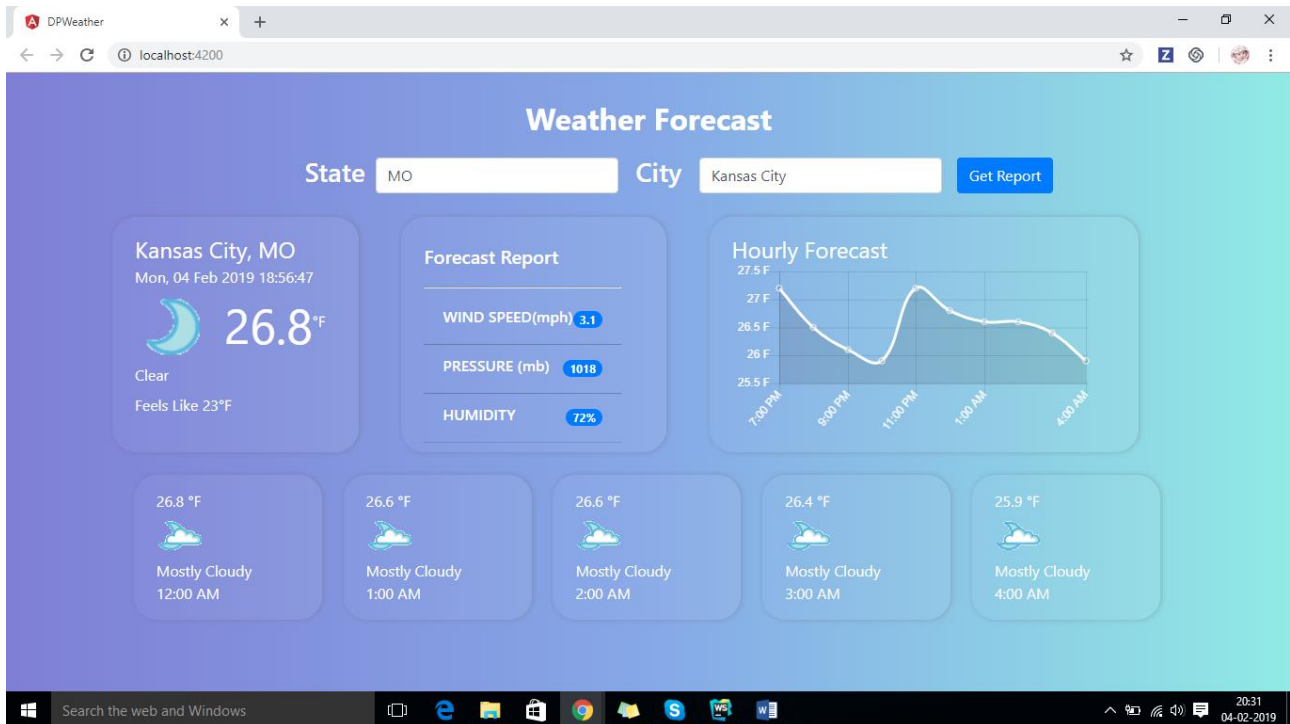 DPWeather
localhost:4200
Weather Forecast
State MO City Kansas City Get Report
Kansas City, MO
Mon, 04 Feb 2019 18:56:47
26.8°F
Clear
Feels Like 23°F
Forecast Report
WIND SPEED(mph) 3.1
PRESSURE (mb) 1018
HUMIDITY 72%
Hourly Forecast
27.5 F
27 F
26.5 F
26 F
25.5 F
7:00 PM 9:00 PM 11:00 PM 1:00 AM 4:00 AM
26.8 °F
Mostly Cloudy
12:00 AM
26.6 °F
Mostly Cloudy
1:00 AM
26.6 °F
Mostly Cloudy
2:00 AM
26.4 °F
Mostly Cloudy
3:00 AM
25.9 °F
Mostly Cloudy
4:00 AM
Search the web and Windows
20:31
04-02-2019